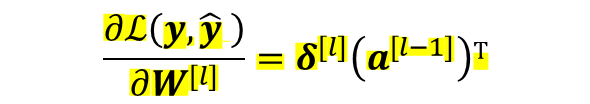 ∂ℒ(𝒚,𝒚̂ )/∂𝑾^[𝑙] = 𝜹^[𝑙](𝒂^[𝑙−1])^T